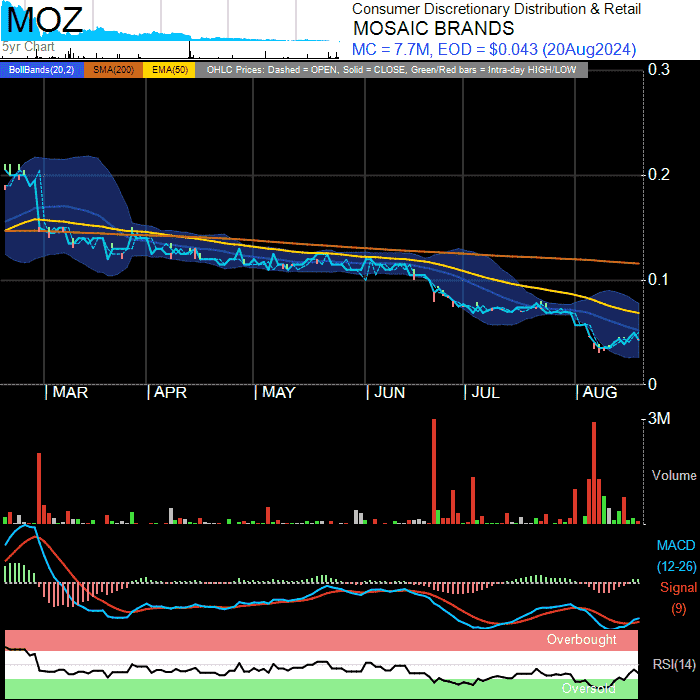 MOZ
5yr Chart
Consumer Discretionary Distribution & Retail
MOSAIC BRANDS
MC = 7.7M, EOD = $0.043 (20Aug2024)
BollBands(20,2) SMA(200) EMA(50) OHLC Prices: Dashed = OPEN, Solid = CLOSE, Green/Red bars = Intra-day HIGH/LOW
0.3
0.2
0.1
0
MAR APR MAY JUN JUL AUG
3M
Volume
MACD
(12-26)
Signal
(9)
Overbought
RSI(14)
Oversold